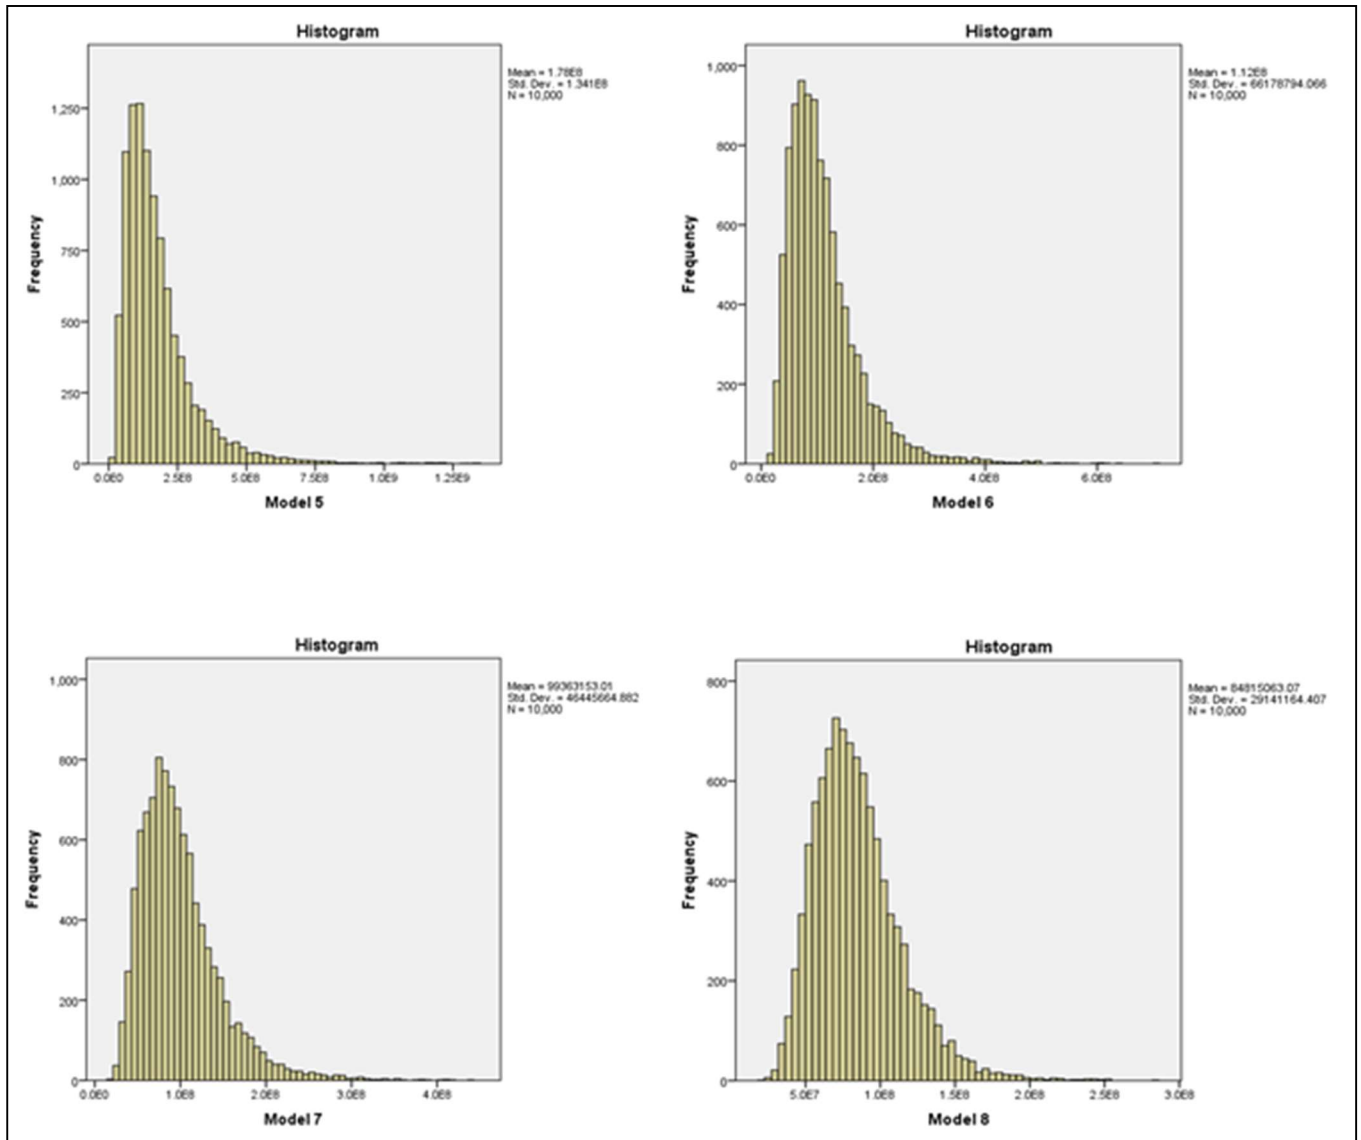 Histogram
Mean = 1.78E8
Std. Dev. = 1.341E8
N = 10,000
1,250
1,000
750
500
250
0
Frequency
0.0E0 2.5E8 5.0E8 7.5E8 1.0E9 1.25E9
Model 5
Histogram
Mean = 1.12E8
Std. Dev. = 66178794.066
N = 10,000
1,000
800
600
400
200
0
Frequency
0.0E0 2.0E8 4.0E8 6.0E8
Model 6
Histogram
Mean = 99363153.01
Std. Dev. = 46445664.882
N = 10,000
1,000
800
600
400
200
0
Frequency
0.0E0 1.0E8 2.0E8 3.0E8 4.0E8
Model 7
Histogram
Mean = 84815063.07
Std. Dev. = 29141164.407
N = 10,000
800
600
400
200
0
Frequency
5.0E7 1.0E8 1.5E8 2.0E8 2.5E8 3.0E8
Model 8